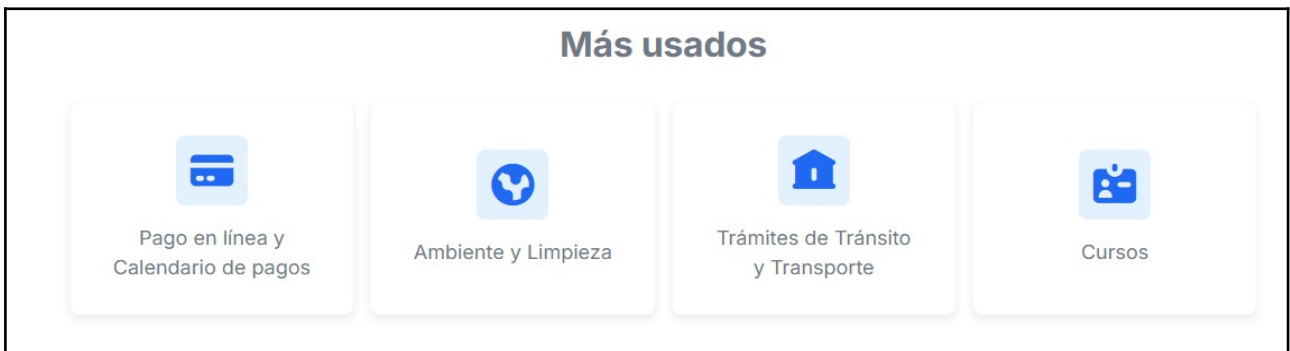 Más usados
Pago en línea y
Calendario de pagos
Ambiente y Limpieza
Trámites de Tránsito
y Transporte
Cursos